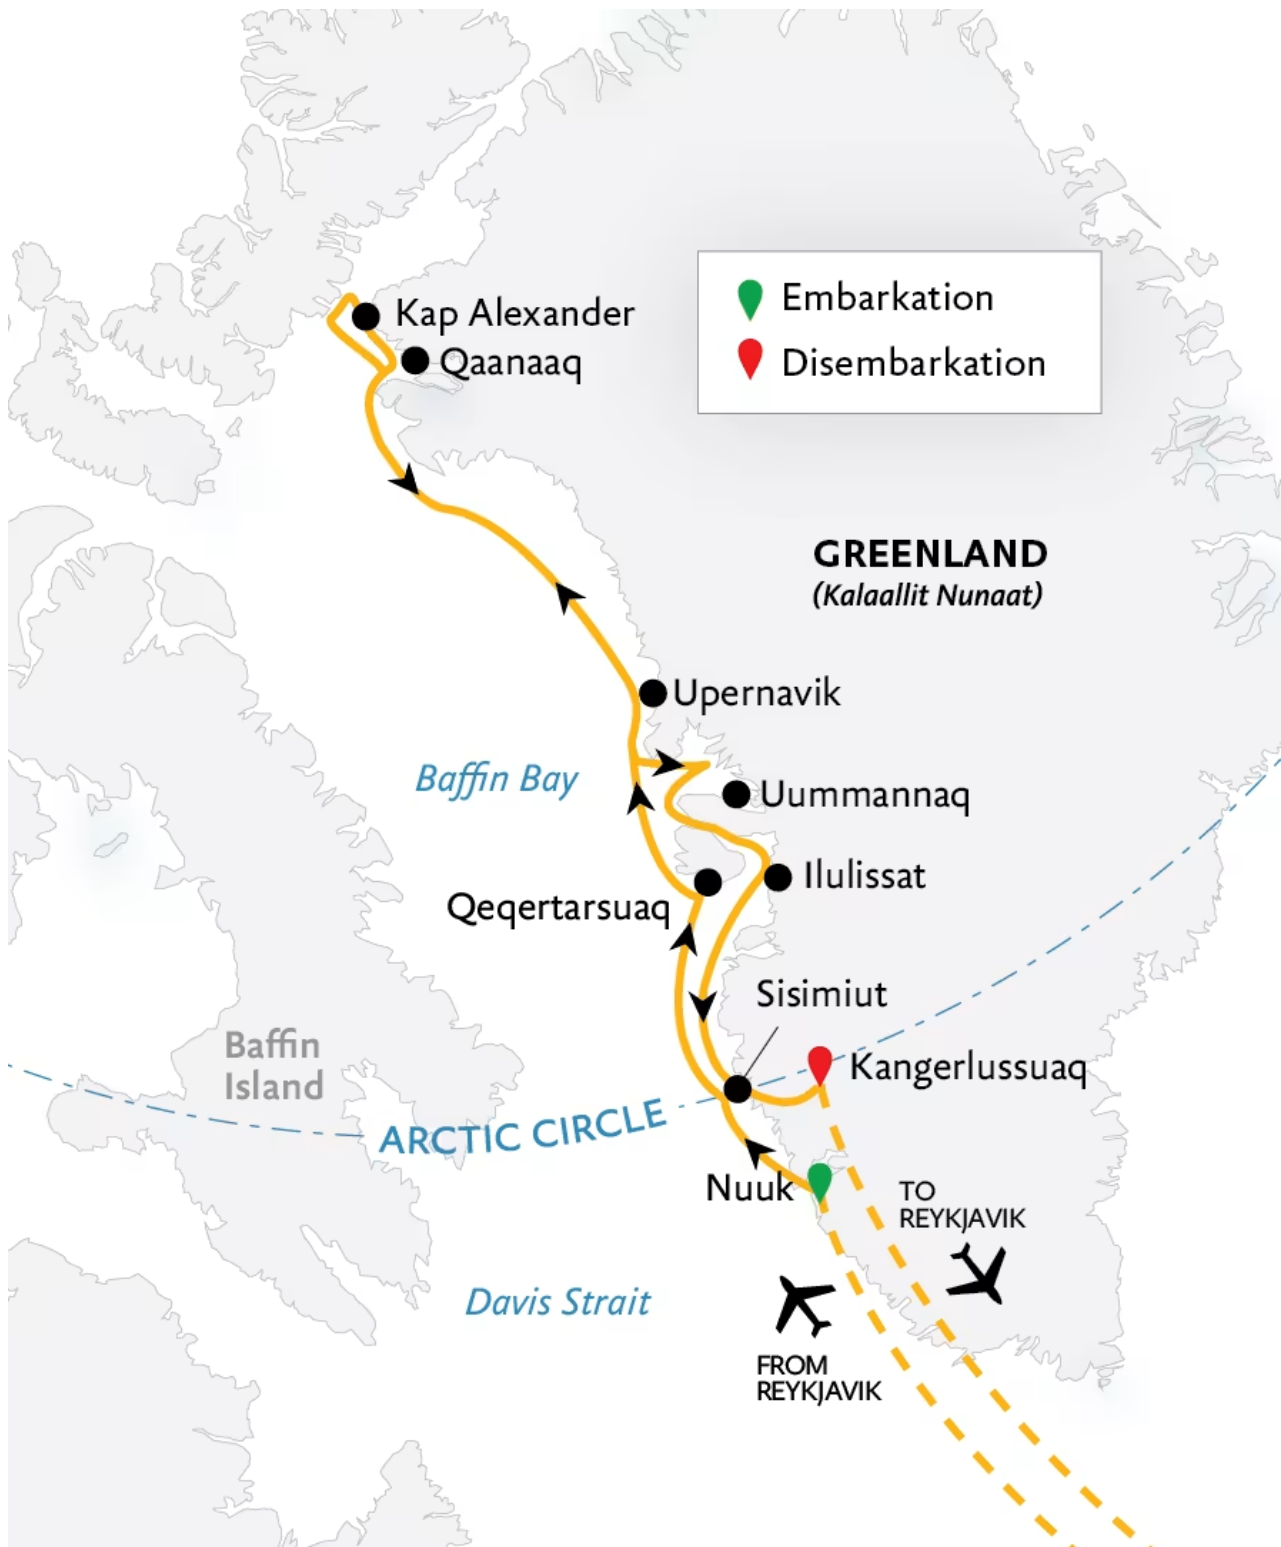 Embarkation
Disembarkation
Kap Alexander
Qaanaaq
GREENLAND
(Kalaallit Nunaat)
Upernavik
Baffin Bay
Uummannaq
Ilulissat
Qeqertarsuaq
Sisimiut
Baffin
Island
Kangerlussuaq
ARCTIC CIRCLE
Nuuk
TO
REYKJAVIK
Davis Strait
FROM
REYKJAVIK